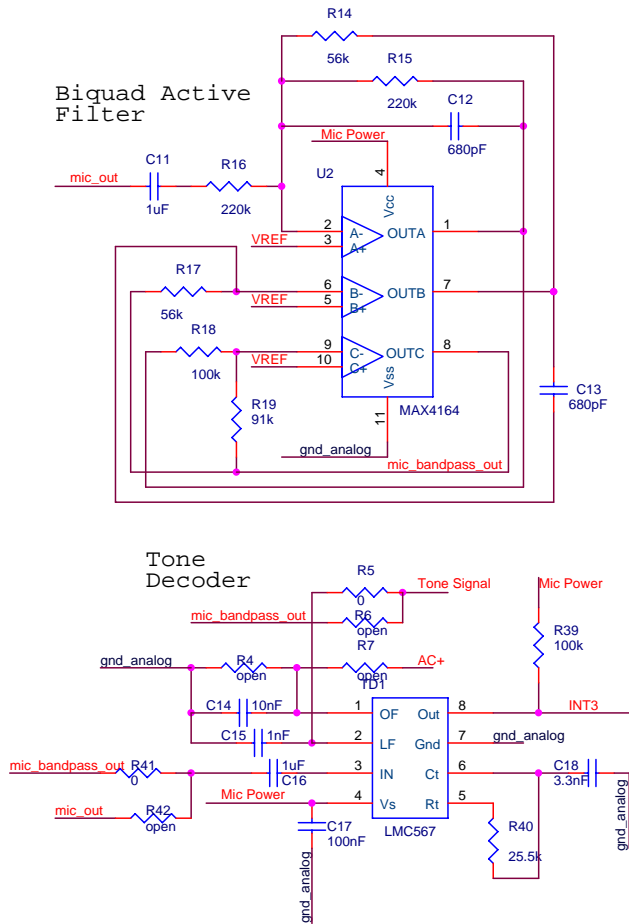 R14
56k
R15
220k
Biquad Active
Filter
C12
680pF
Mic Power
C11
1uF
R16
220k
mic_out
U2
4
Vcc
2
A-
OUTA
1
VREF
3
A+
R17
56k
6
B-
OUTB
7
VREF
5
B+
R18
100k
9
C-
OUTC
8
VREF
10
C+
Vss
11
R19
91k
MAX4164
C13
680pF
gnd_analog
mic_bandpass_out
Tone
Decoder
R5
0
Tone Signal
Mic Power
mic_bandpass_out
R6
open
R39
100k
gnd_analog
R4
open
R7
open
AC+
TD1
C14
10nF
1
OF
Out
8
INT3
C15
1nF
2
LF
Gnd
7
gnd_analog
mic_bandpass_out
R41
0
1uF
C16
3
IN
Ct
6
C18
3.3nF
gnd_analog
mic_out
R42
open
Mic Power
4
Vs
Rt
5
C17
100nF
LMC567
R40
25.5k
gnd_analog